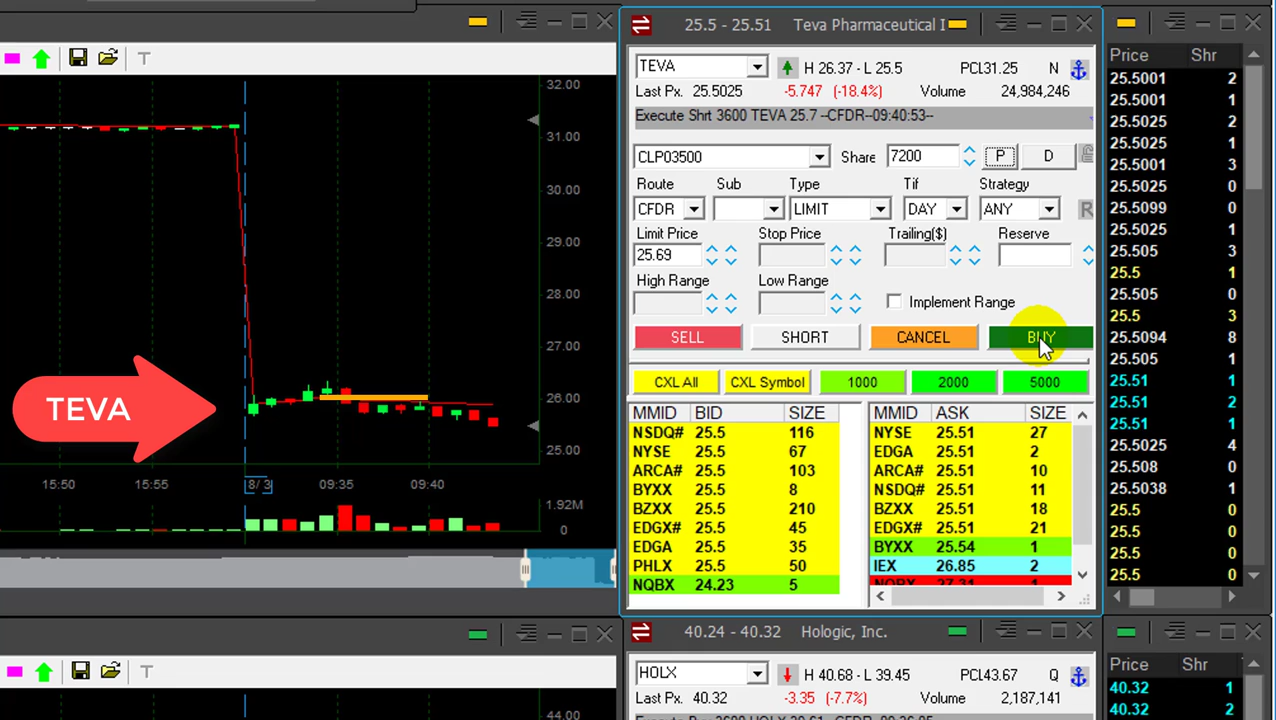 25.5 - 25.51 Teva Pharmaceutical I
TEVA H 26.37 - L 25.5 PCL31.25 N
Last Px. 25.5025 -5.747 (-18.4%) Volume 24,984,246
Execute Shrt 3600 TEVA 25.7 --CFDR--09:40:53--
CLP03500 Share 7200 P D
Route Sub Type Tif Strategy
CFDR LIMIT DAY ANY R
Limit Price Stop Price Trailing($) Reserve
25.69
High Range Low Range
Implement Range
SELL SHORT CANCEL BUY
CXL All CXL Symbol 1000 2000 5000
MMID BID SIZE MMID ASK SIZE
NSDQ# 25.5 116 NYSE 25.51 27
NYSE 25.5 67 EDGA 25.51 2
ARCA# 25.5 103 ARCA# 25.51 10
BYXX 25.5 8 NSDQ# 25.51 11
BZXX 25.5 210 BZXX 25.51 18
EDGX# 25.5 45 EDGX# 25.51 21
EDGA 25.5 35 BYXX 25.54 1
PHLX 25.5 50 IEX 26.85 2
NQBX 24.23 5 NQBX 27.31 1
T
32.00
31.00
30.00
29.00
28.00
27.00
26.00
25.00
TEVA
15:50 15:55 8/ 3 09:35 09:40
1.92M
0
Price Shr
25.5001 2
25.5001 1
25.5025 2
25.5025 1
25.5001 3
25.5025 0
25.5099 0
25.5025 1
25.505 3
25.5 1
25.505 0
25.5 3
25.5094 8
25.505 1
25.51 1
25.51 2
25.51 1
25.5025 4
25.508 0
25.5038 1
25.5 0
25.5 0
25.5 0
25.5 0
T
44.00
40.24 - 40.32 Hologic, Inc.
HOLX H 40.68 - L 39.45 PCL43.67 Q
Last Px. 40.32 -3.35 (-7.7%) Volume 2,187,141
Price Shr
40.32 1
40.32 2